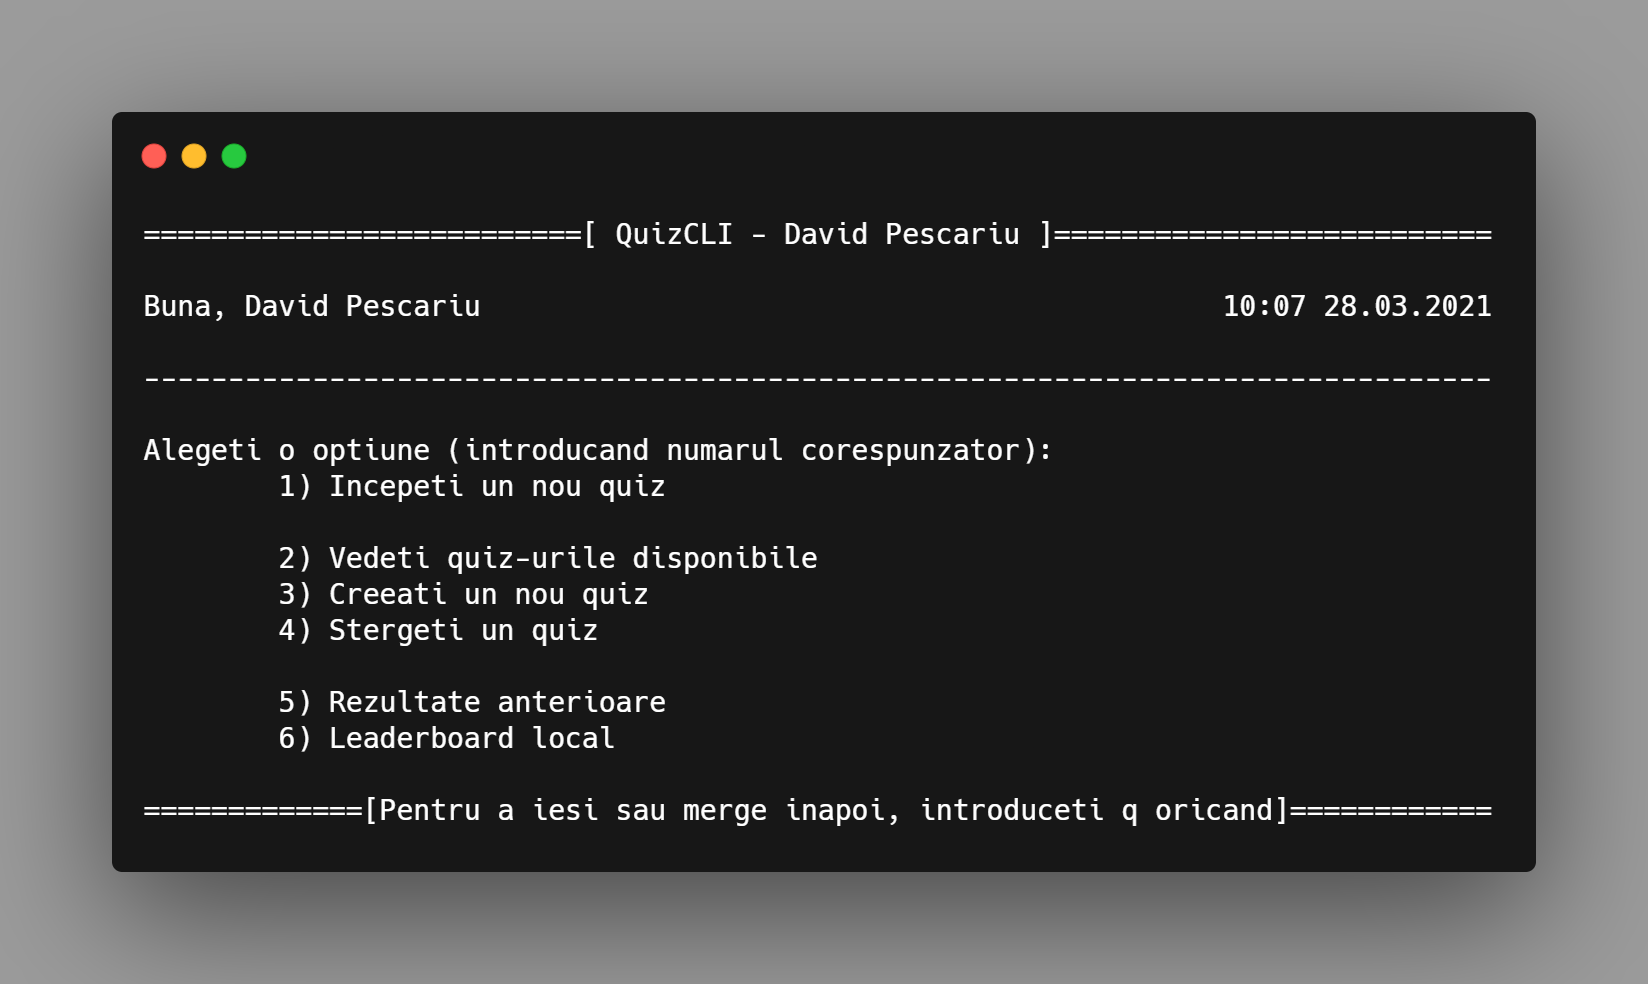 ==========================[ QuizCLI - David Pescariu ]==========================
Buna, David Pescariu 10:07 28.03.2021
--------------------------------------------------------------------------------
Alegeti o optiune (introducand numarul corespunzator):
1) Incepeti un nou quiz
2) Vedeti quiz-urile disponibile
3) Creeati un nou quiz
4) Stergeti un quiz
5) Rezultate anterioare
6) Leaderboard local
=============[Pentru a iesi sau merge inapoi, introduceti q oricand]============